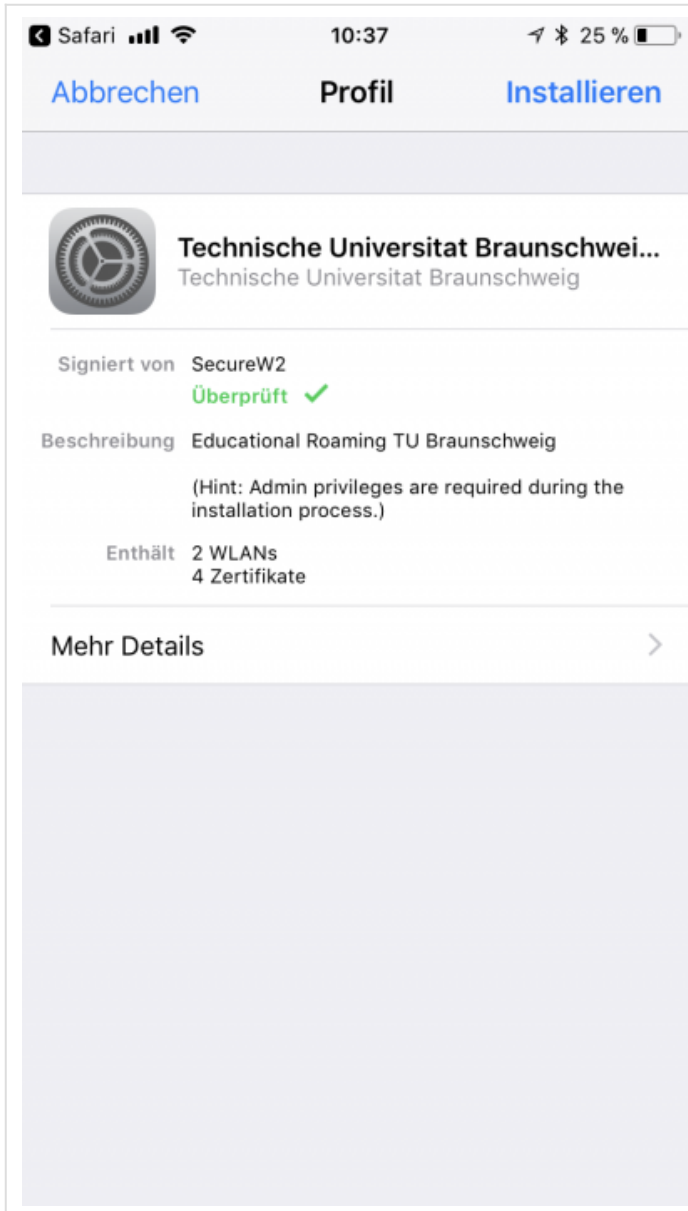 Safari 10:37 25 %
Abbrechen Profil Installieren
Technische Universitat Braunschwei...
Technische Universitat Braunschweig
Signiert von SecureW2
Überprüft
Beschreibung Educational Roaming TU Braunschweig
(Hint: Admin privileges are required during the
installation process.)
Enthält 2 WLANs
4 Zertifikate
Mehr Details